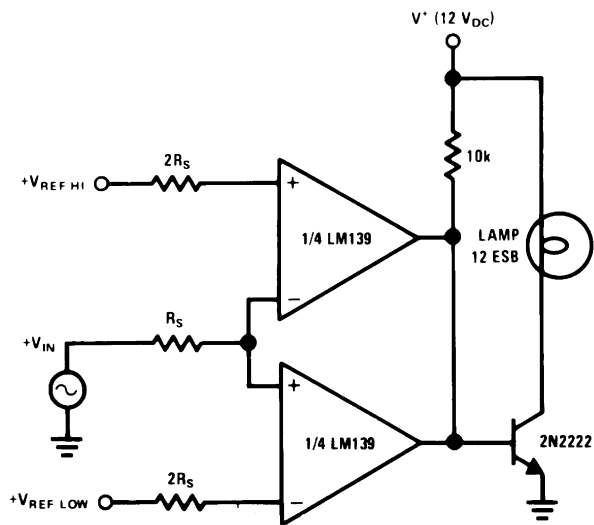 V+ (12 VDC)
2RS
+VREF HI
+
10k
1/4 LM139
LAMP
12 ESB
−
RS
+VIN
+
1/4 LM139
2N2222
2RS
+VREF LOW
−